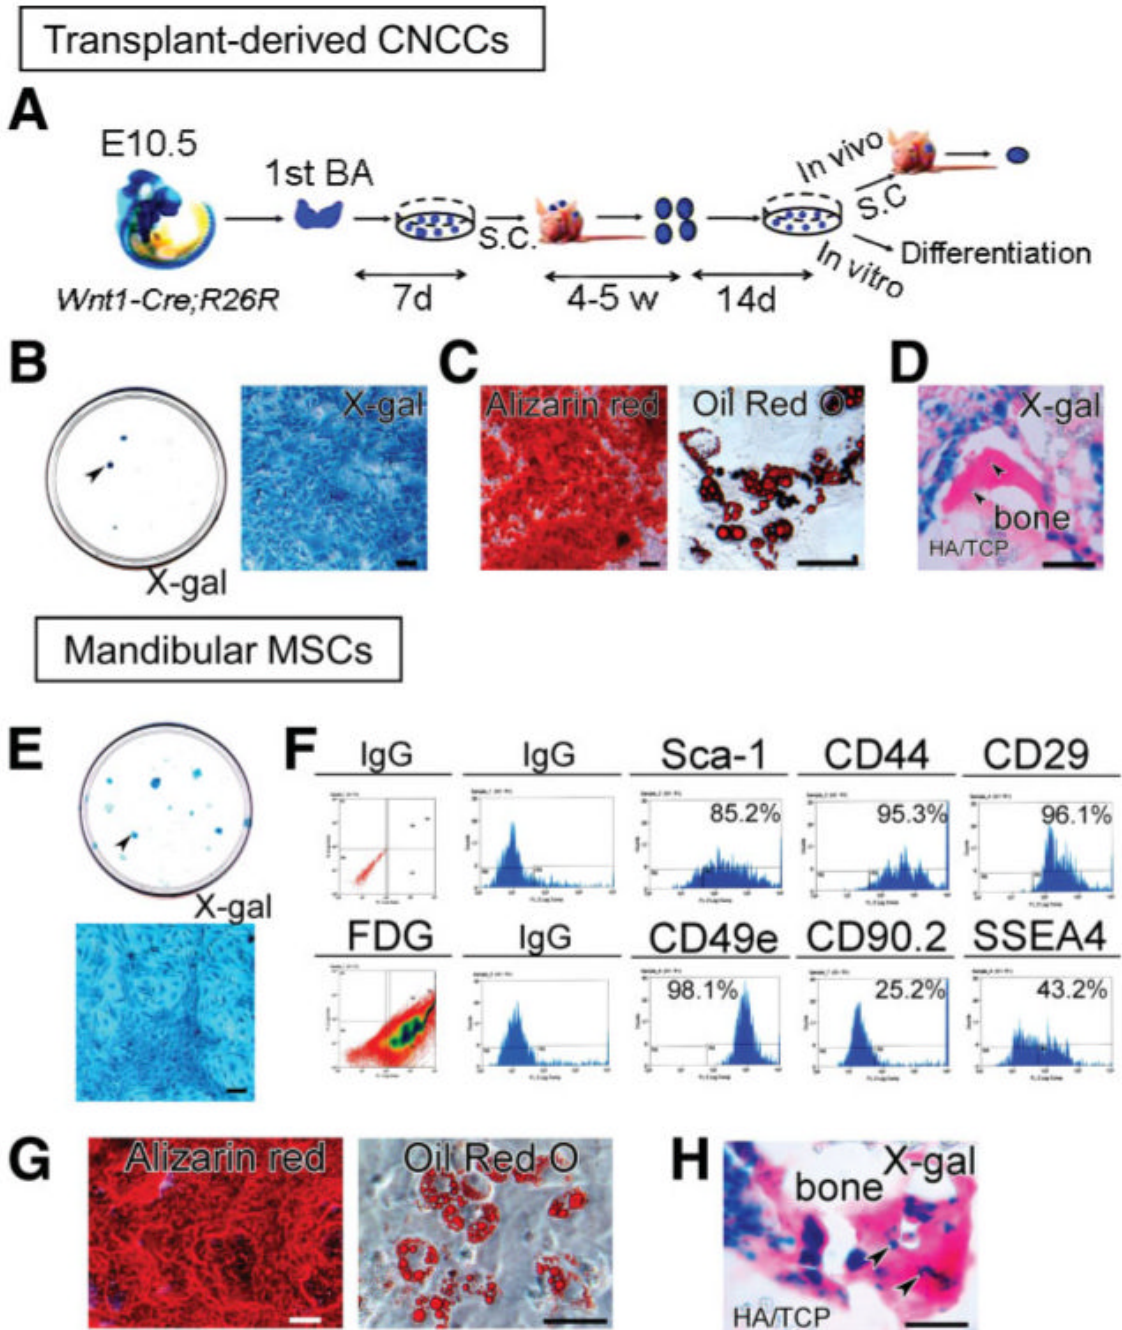 Transplant-derived CNCCs
A
E10.5
1st BA
In vivo
S.C.
S.C
In vitro
Differentiation
Wnt1-Cre;R26R
7d
4-5 w
14d
B
X-gal
X-gal
C
Alizarin red
Oil Red O
D
X-gal
bone
HA/TCP
Mandibular MSCs
E
X-gal
F
IgG
IgG
Sca-1
CD44
CD29
85.2%
95.3%
96.1%
FDG
IgG
CD49e
CD90.2
SSEA4
98.1%
25.2%
43.2%
G
Alizarin red
Oil Red O
H
X-gal
bone
HA/TCP